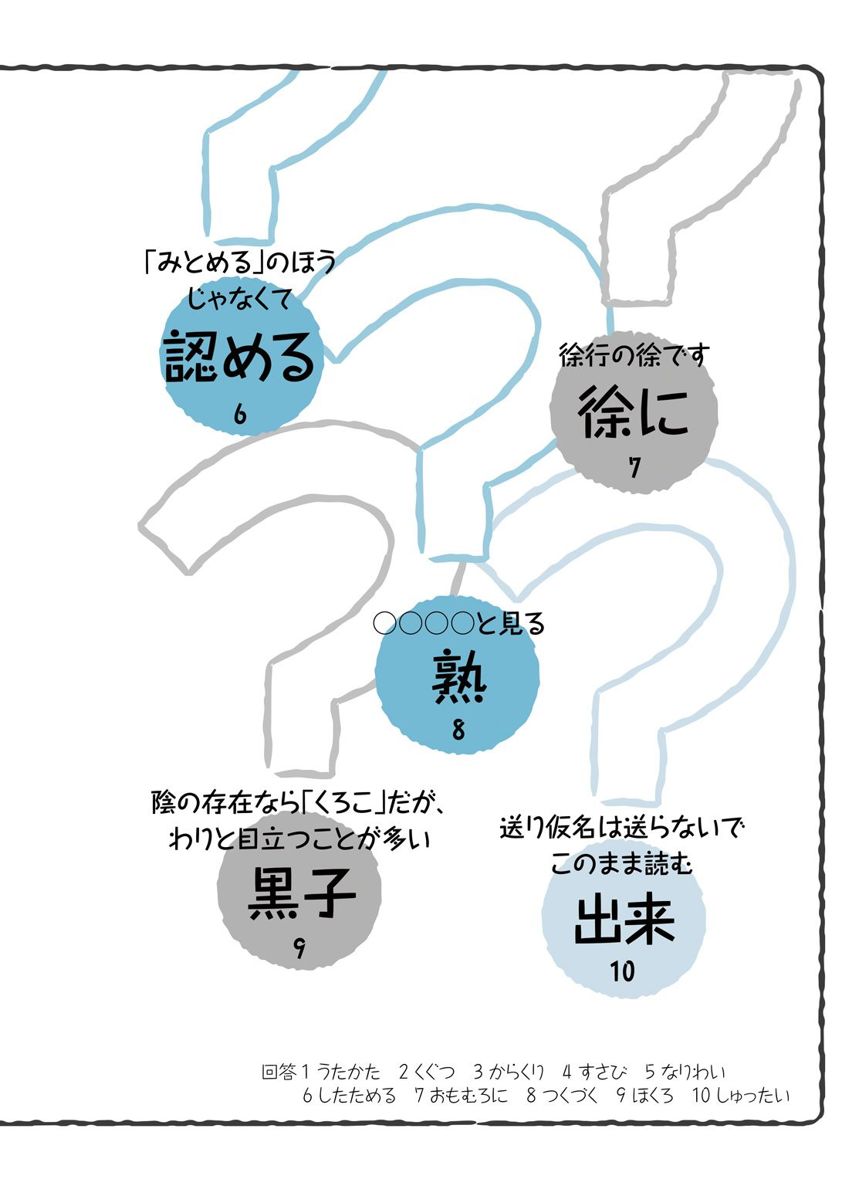 「みとめる」のほう
じゃなくて
認める
6
徐行の徐です
徐に
7
○○○○と見る
熟
8
陰の存在なら「くろこ」だが、
わりと目立つことが多い
黒子
9
送り仮名は送らないで
このまま読む
出来
10
回答 1 うたかた 2 くぐつ 3 からくり 4 すさび 5 なりわい
6 したためる 7 おもむろに 8 つくづく 9 ほくろ 10 しゅったい